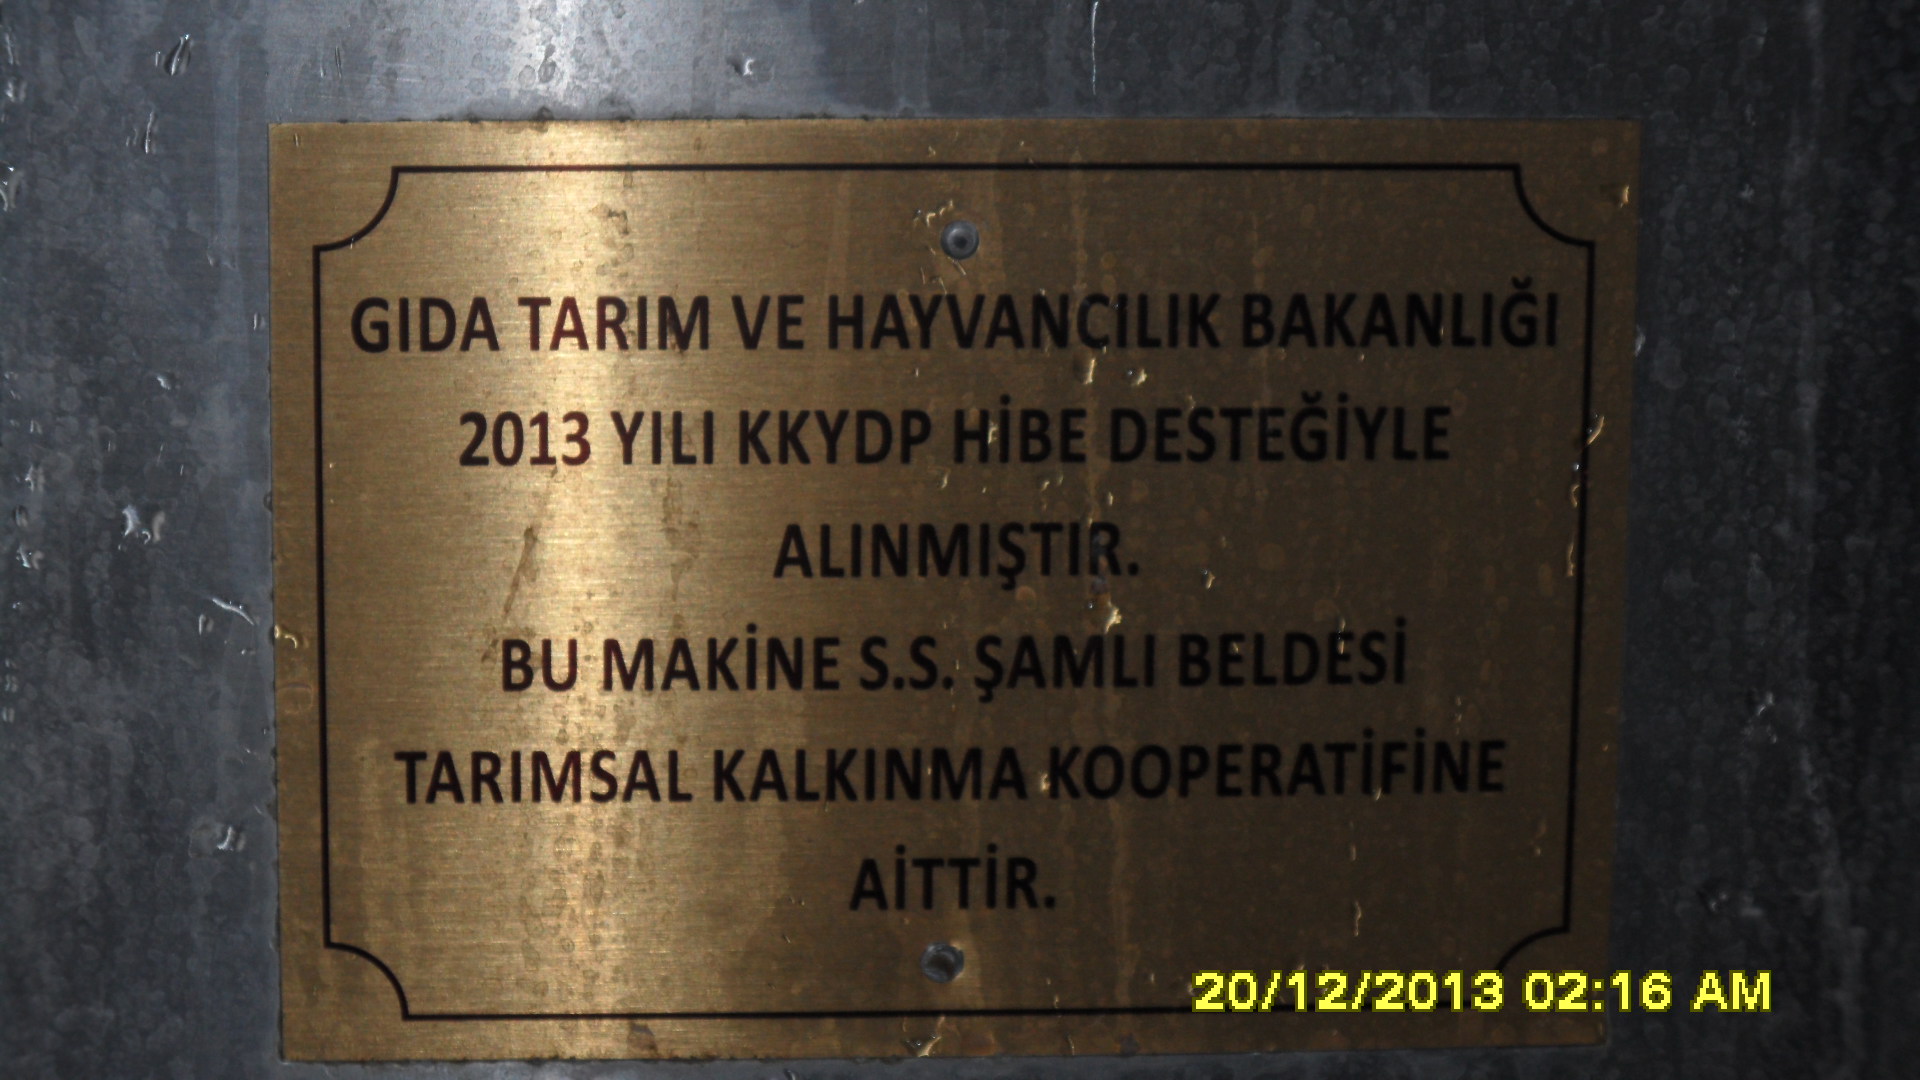 GIDA TARIM VE HAYVANCILIK BAKANLIĞI
2013 YILI KKYDP HİBE DESTEĞİYLE
ALINMIŞTIR.
BU MAKİNE S.S. ŞAMLI BELDESİ
TARIMSAL KALKINMA KOOPERATİFİNE
AİTTİR.
20/12/2013 02:16 AM